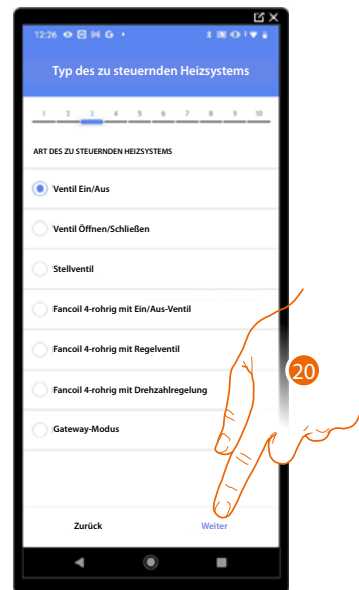 12:26
Typ des zu steuernden Heizsystems
1 2 3 4 5 6 7 8 9 10
ART DES ZU STEUERNDEN HEIZSYSTEMS
Ventil Ein/Aus
Ventil Öffnen/Schließen
Stellventil
Fancoil 4-rohrig mit Ein/Aus-Ventil
Fancoil 4-rohrig mit Regelventil
Fancoil 4-rohrig mit Drehzahlregelung
Gateway-Modus
20
Zurück Weiter